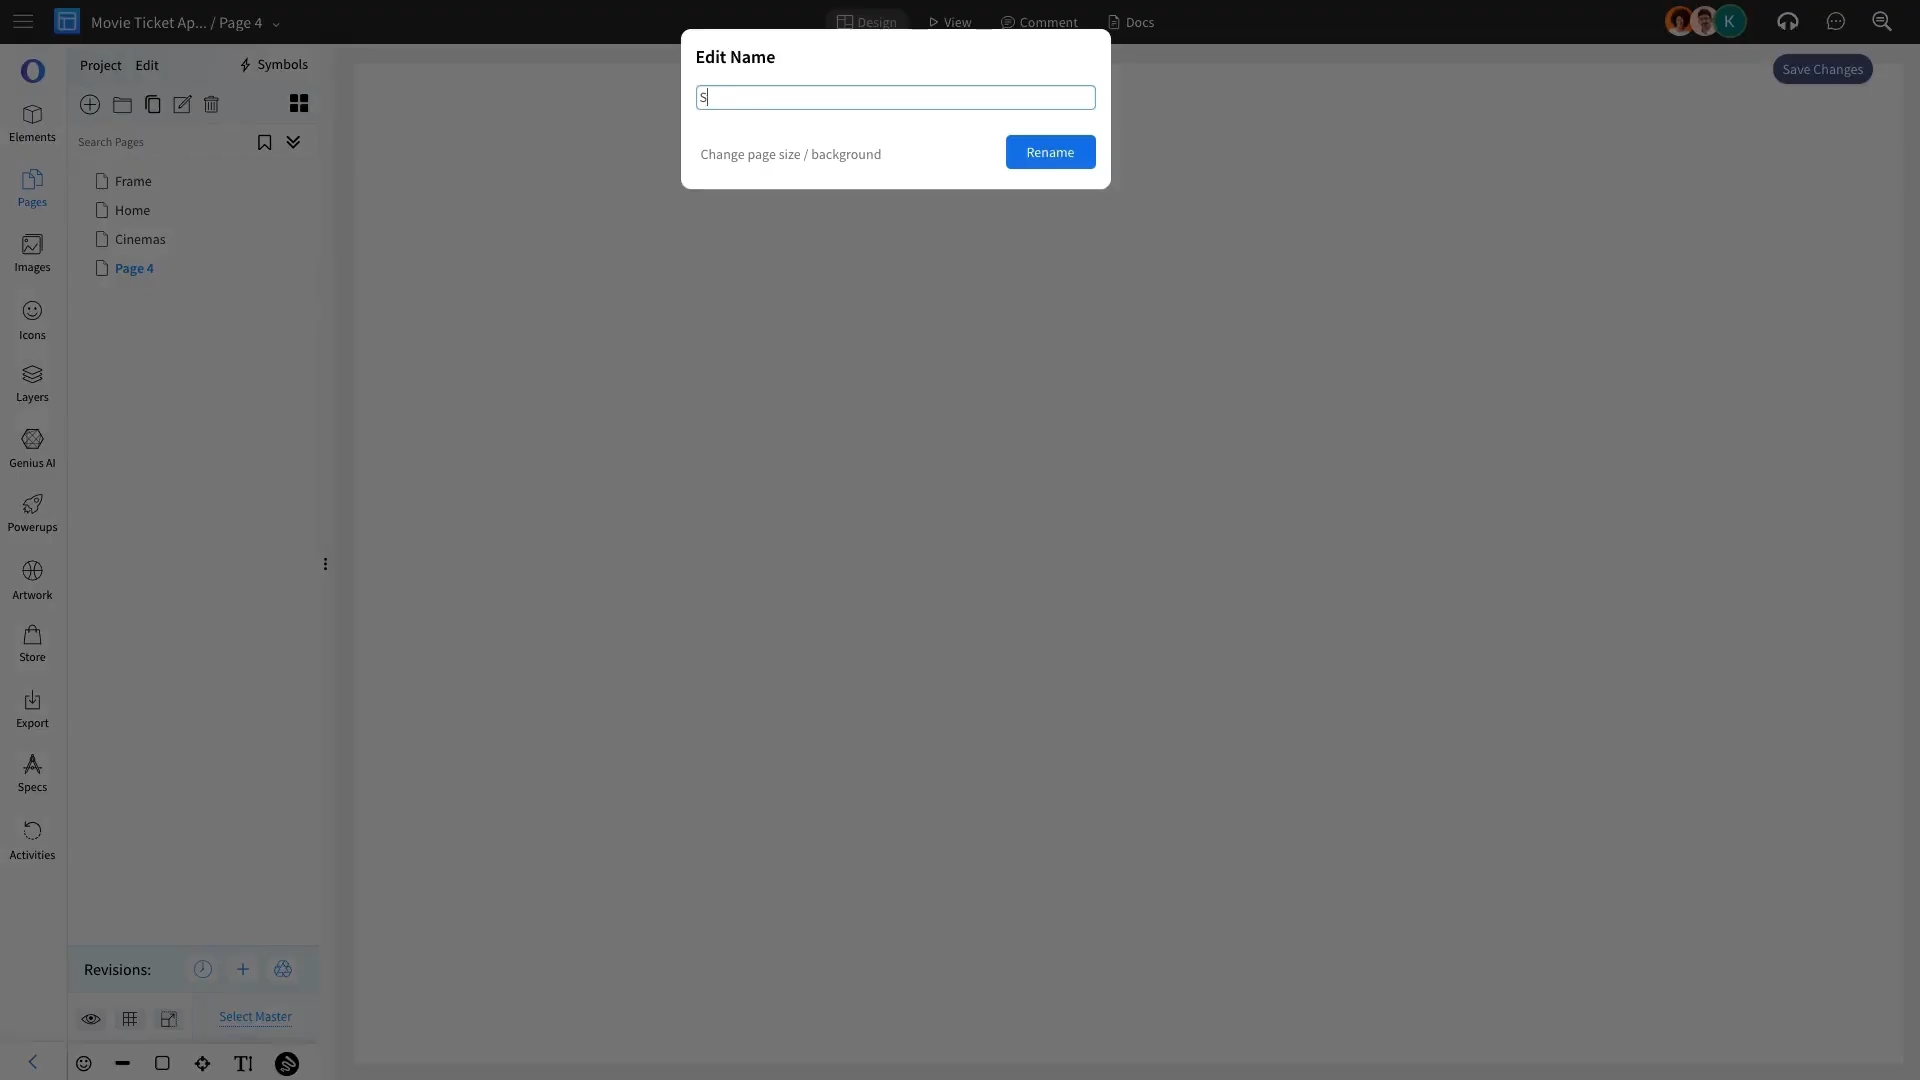 Movie Ticket Ap... / Page 4
Design
View
Comment
Docs
K
Save Changes
Project
Edit
Symbols
Search Pages
Frame
Home
Cinemas
Page 4
Elements
Pages
Images
Icons
Layers
Genius AI
Powerups
Artwork
Store
Export
Specs
Activities
Edit Name
S
Change page size / background
Rename
Revisions:
Select Master